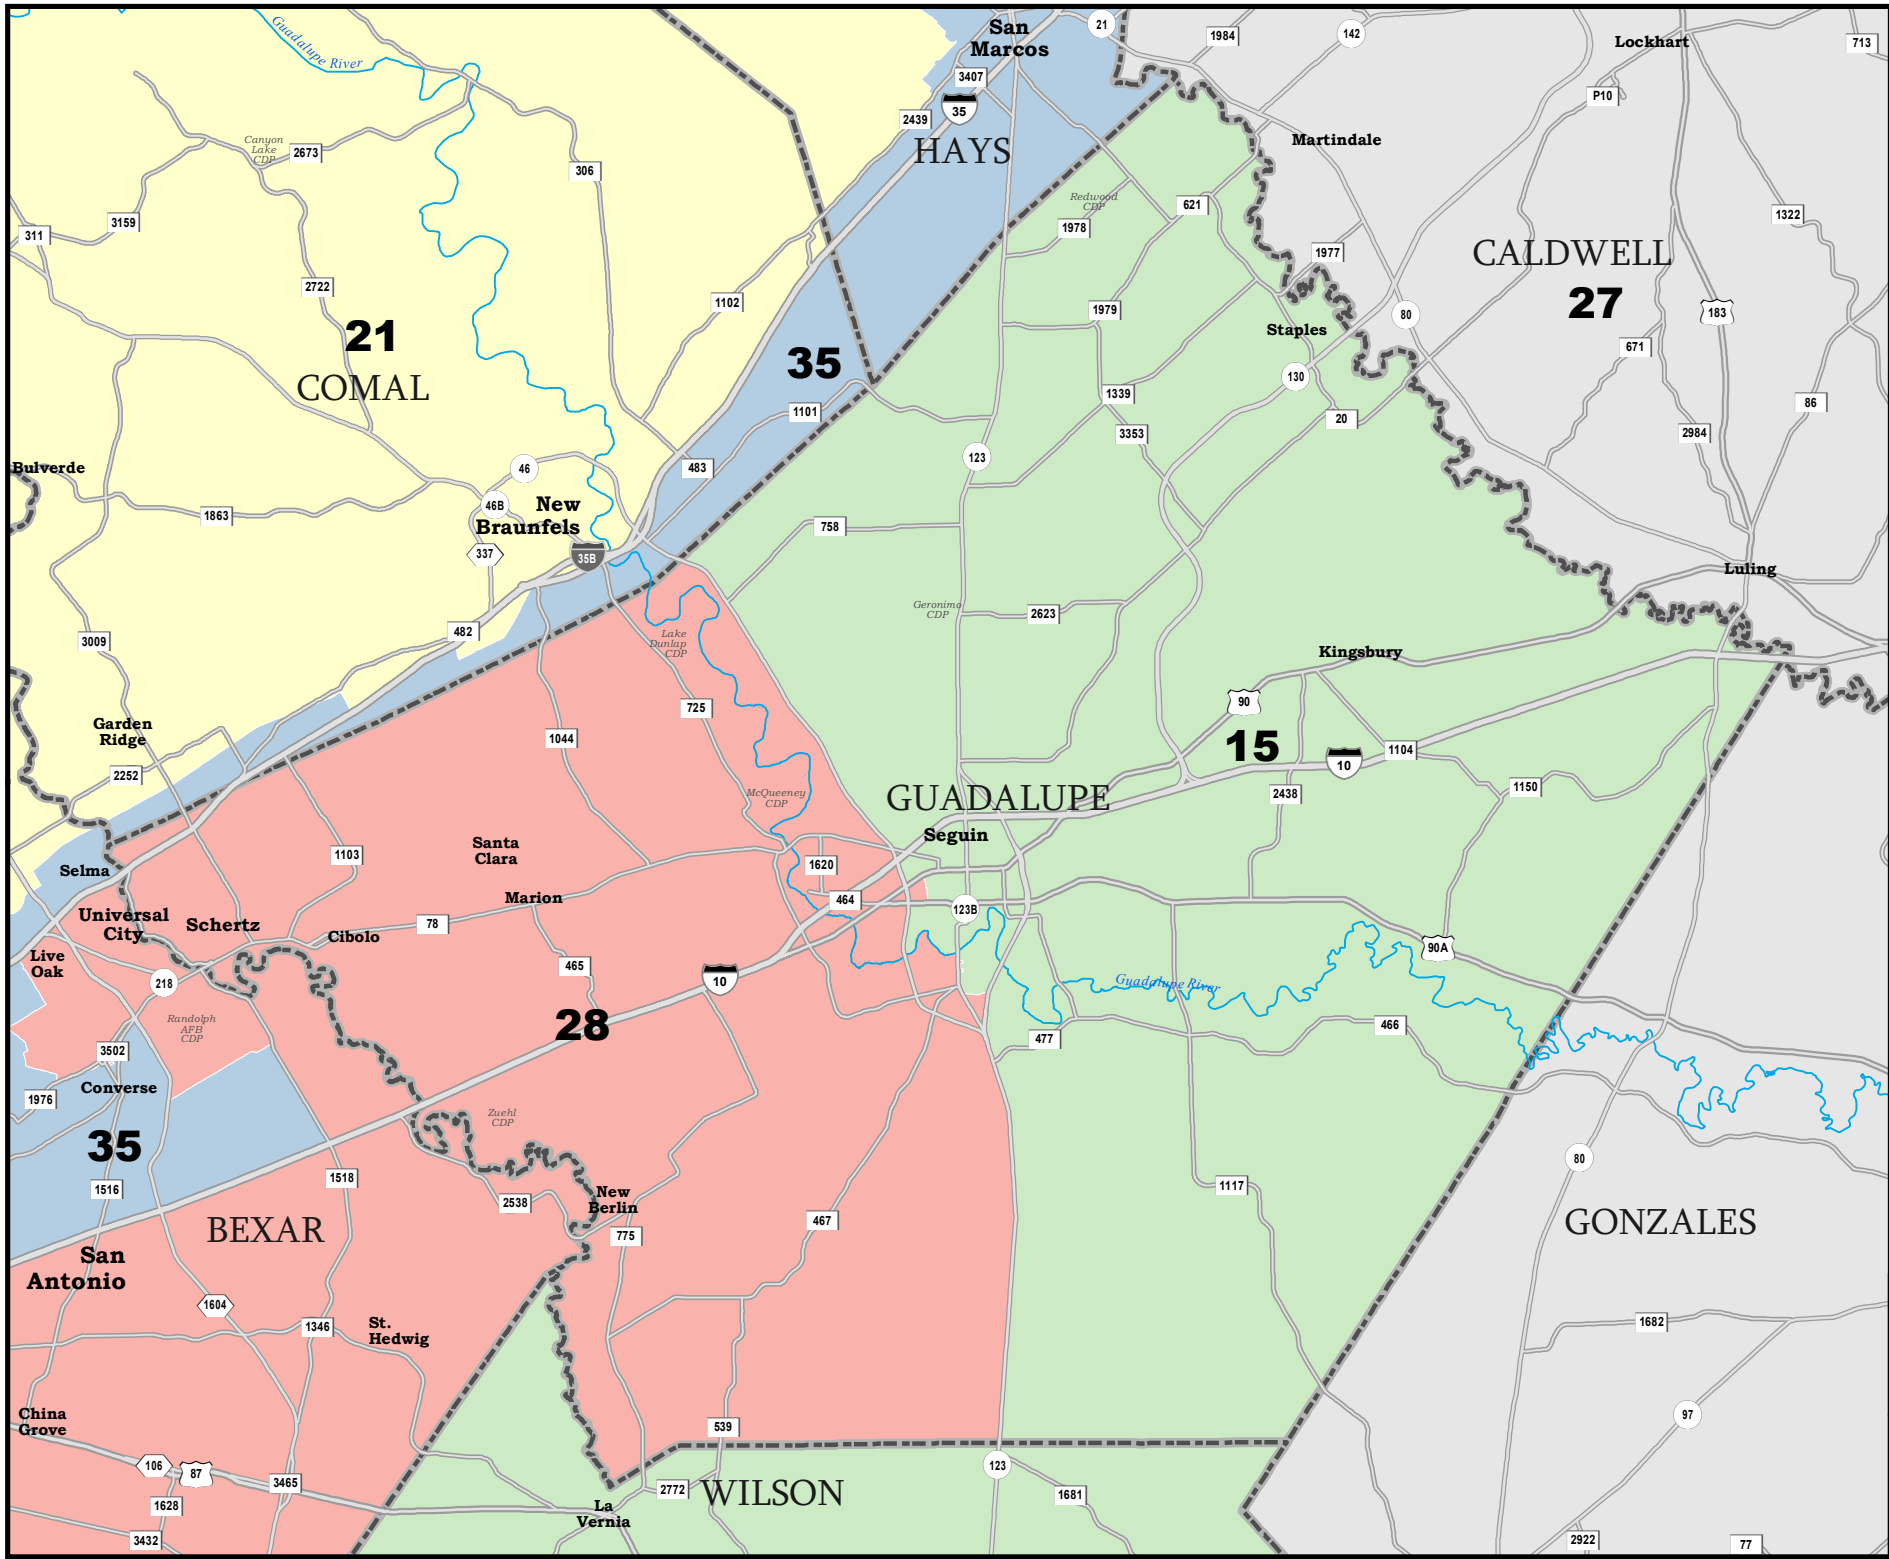 San
Marcos
21
1984
142
Lockhart
713
Guadalupe River
3407
35
2439
HAYS
P10
Martindale
Canyon
Lake
CDP
2673
306
Redwood
CDP
621
1978
3159
311
1322
1977
CALDWELL
27
2722
1102
1979
80
183
21
COMAL
Staples
35
671
130
1339
86
1101
20
3353
2984
123
Bulverde
46
483
46B
New
Braunfels
1863
758
337
35B
Luling
Geronimo
CDP
2623
482
Lake
Dunlap
CDP
3009
Kingsbury
90
725
Garden
Ridge
1044
15
1104
10
2252
1150
McQueeney
CDP
GUADALUPE
2438
Seguin
Santa
Clara
1103
1620
Selma
Marion
464
123B
Universal
City
Schertz
78
Cibolo
90A
Live
Oak
465
218
10
Guadalupe River
28
Randolph
AFB
CDP
466
477
3502
Converse
1976
Zuehl
CDP
35
80
1518
1117
1516
2538
New
Berlin
BEXAR
467
GONZALES
775
San
Antonio
1604
1346
St.
Hedwig
1682
China
Grove
539
97
106
87
3465
123
2772
WILSON
1681
1628
La
Vernia
3432
2922
77